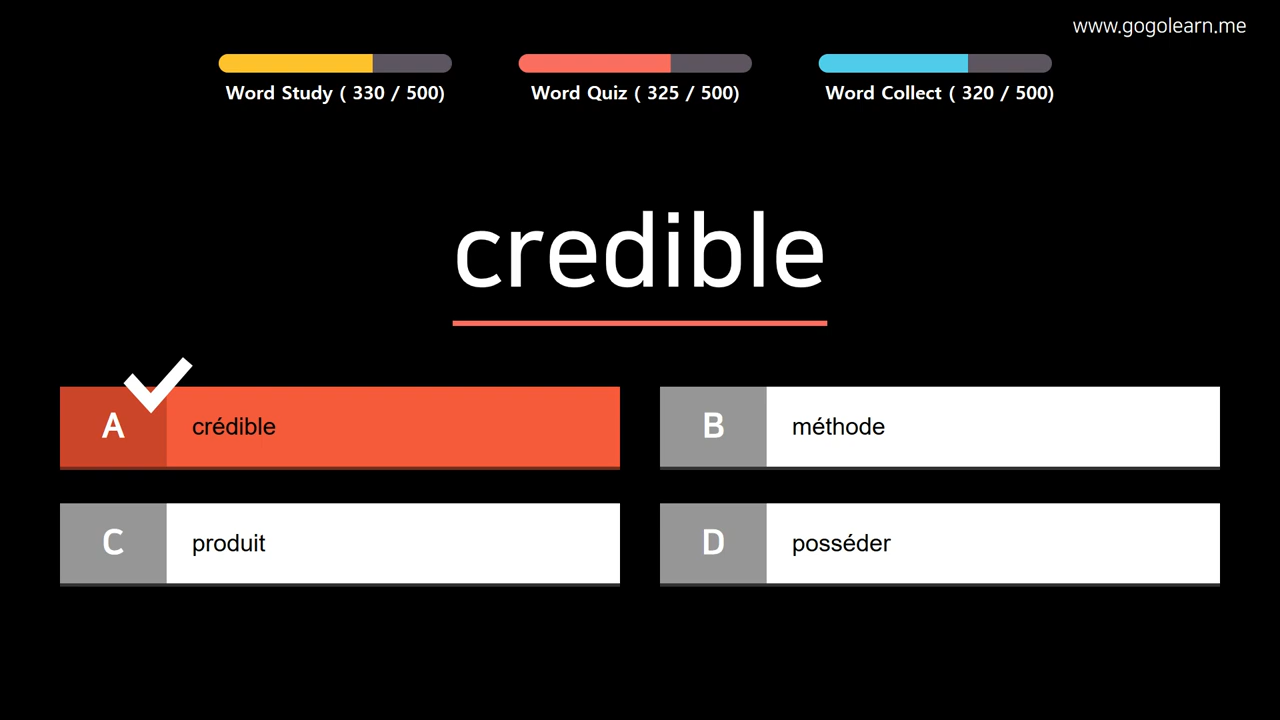 www.gogolearn.me
Word Study ( 330 / 500)
Word Quiz ( 325 / 500)
Word Collect ( 320 / 500)
credible
A crédible
B méthode
C produit
D posséder